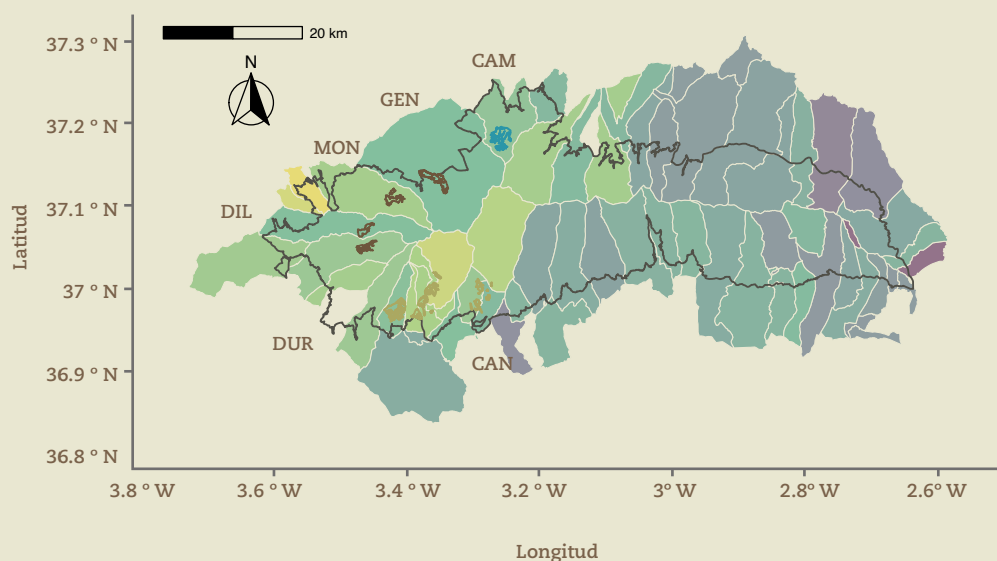 37.3 ° N
20 km
N
CAM
GEN
37.2 ° N
MON
37.1 ° N
DIL
Latitud
37 ° N
DUR
CAN
36.9 ° N
36.8 ° N
3.8 ° W
3.6 ° W
3.4 ° W
3.2 ° W
3 ° W
2.8° W
2.6° W
Longitud